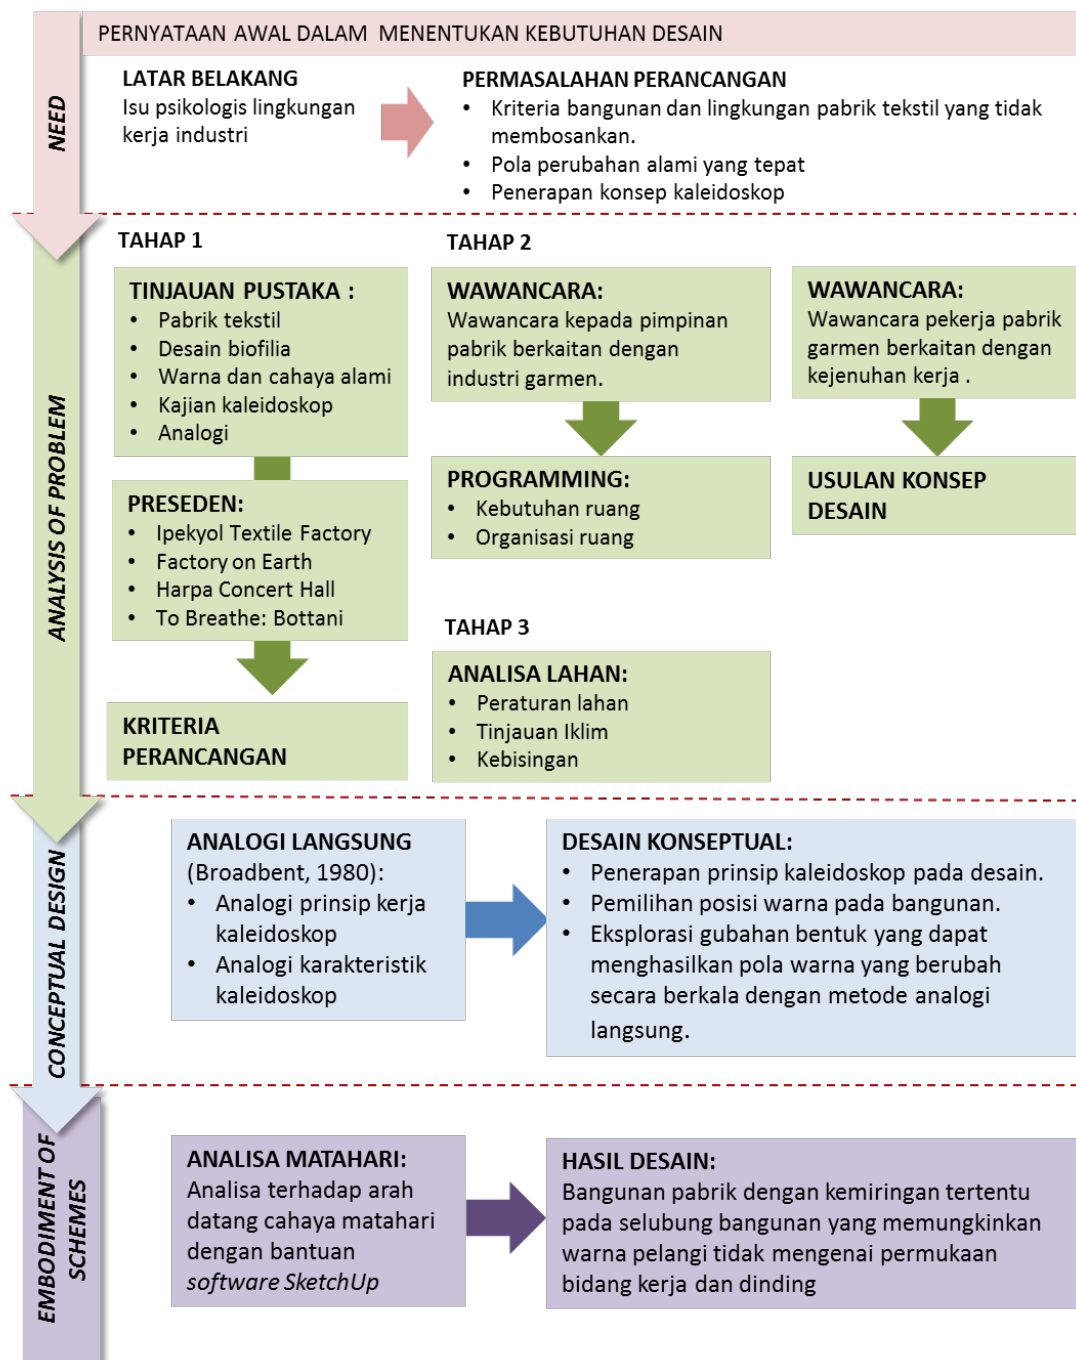 PERNYATAAN AWAL DALAM MENENTUKAN KEBUTUHAN DESAIN
NEED
LATAR BELAKANG
Isu psikologis lingkungan
kerja industri
PERMASALAHAN PERANCANGAN
• Kriteria bangunan dan lingkungan pabrik tekstil yang tidak
membosankan.
• Pola perubahan alami yang tepat
• Penerapan konsep kaleidoskop
ANALYSIS OF PROBLEM
TAHAP 1
TINJAUAN PUSTAKA :
• Pabrik tekstil
• Desain biofilia
• Warna dan cahaya alami
• Kajian kaleidoskop
• Analogi
PRESEDEN:
• Ipekyol Textile Factory
• Factory on Earth
• Harpa Concert Hall
• To Breathe: Bottani
KRITERIA
PERANCANGAN
TAHAP 2
WAWANCARA:
Wawancara kepada pimpinan
pabrik berkaitan dengan
industri garmen.
PROGRAMMING:
• Kebutuhan ruang
• Organisasi ruang
WAWANCARA:
Wawancara pekerja pabrik
garmen berkaitan dengan
kejenuhan kerja .
USULAN KONSEP
DESAIN
TAHAP 3
ANALISA LAHAN:
• Peraturan lahan
• Tinjauan Iklim
• Kebisingan
CONCEPTUAL DESIGN
ANALOGI LANGSUNG
(Broadbent, 1980):
• Analogi prinsip kerja
kaleidoskop
• Analogi karakteristik
kaleidoskop
DESAIN KONSEPTUAL:
• Penerapan prinsip kaleidoskop pada desain.
• Pemilihan posisi warna pada bangunan.
• Eksplorasi gubahan bentuk yang dapat
menghasilkan pola warna yang berubah
secara berkala dengan metode analogi
langsung.
EMBODIMENT OF
SCHEMES
ANALISA MATAHARI:
Analisa terhadap arah
datang cahaya matahari
dengan bantuan
software SketchUp
HASIL DESAIN:
Bangunan pabrik dengan kemiringan tertentu
pada selubung bangunan yang memungkinkan
warna pelangi tidak mengenai permukaan
bidang kerja dan dinding